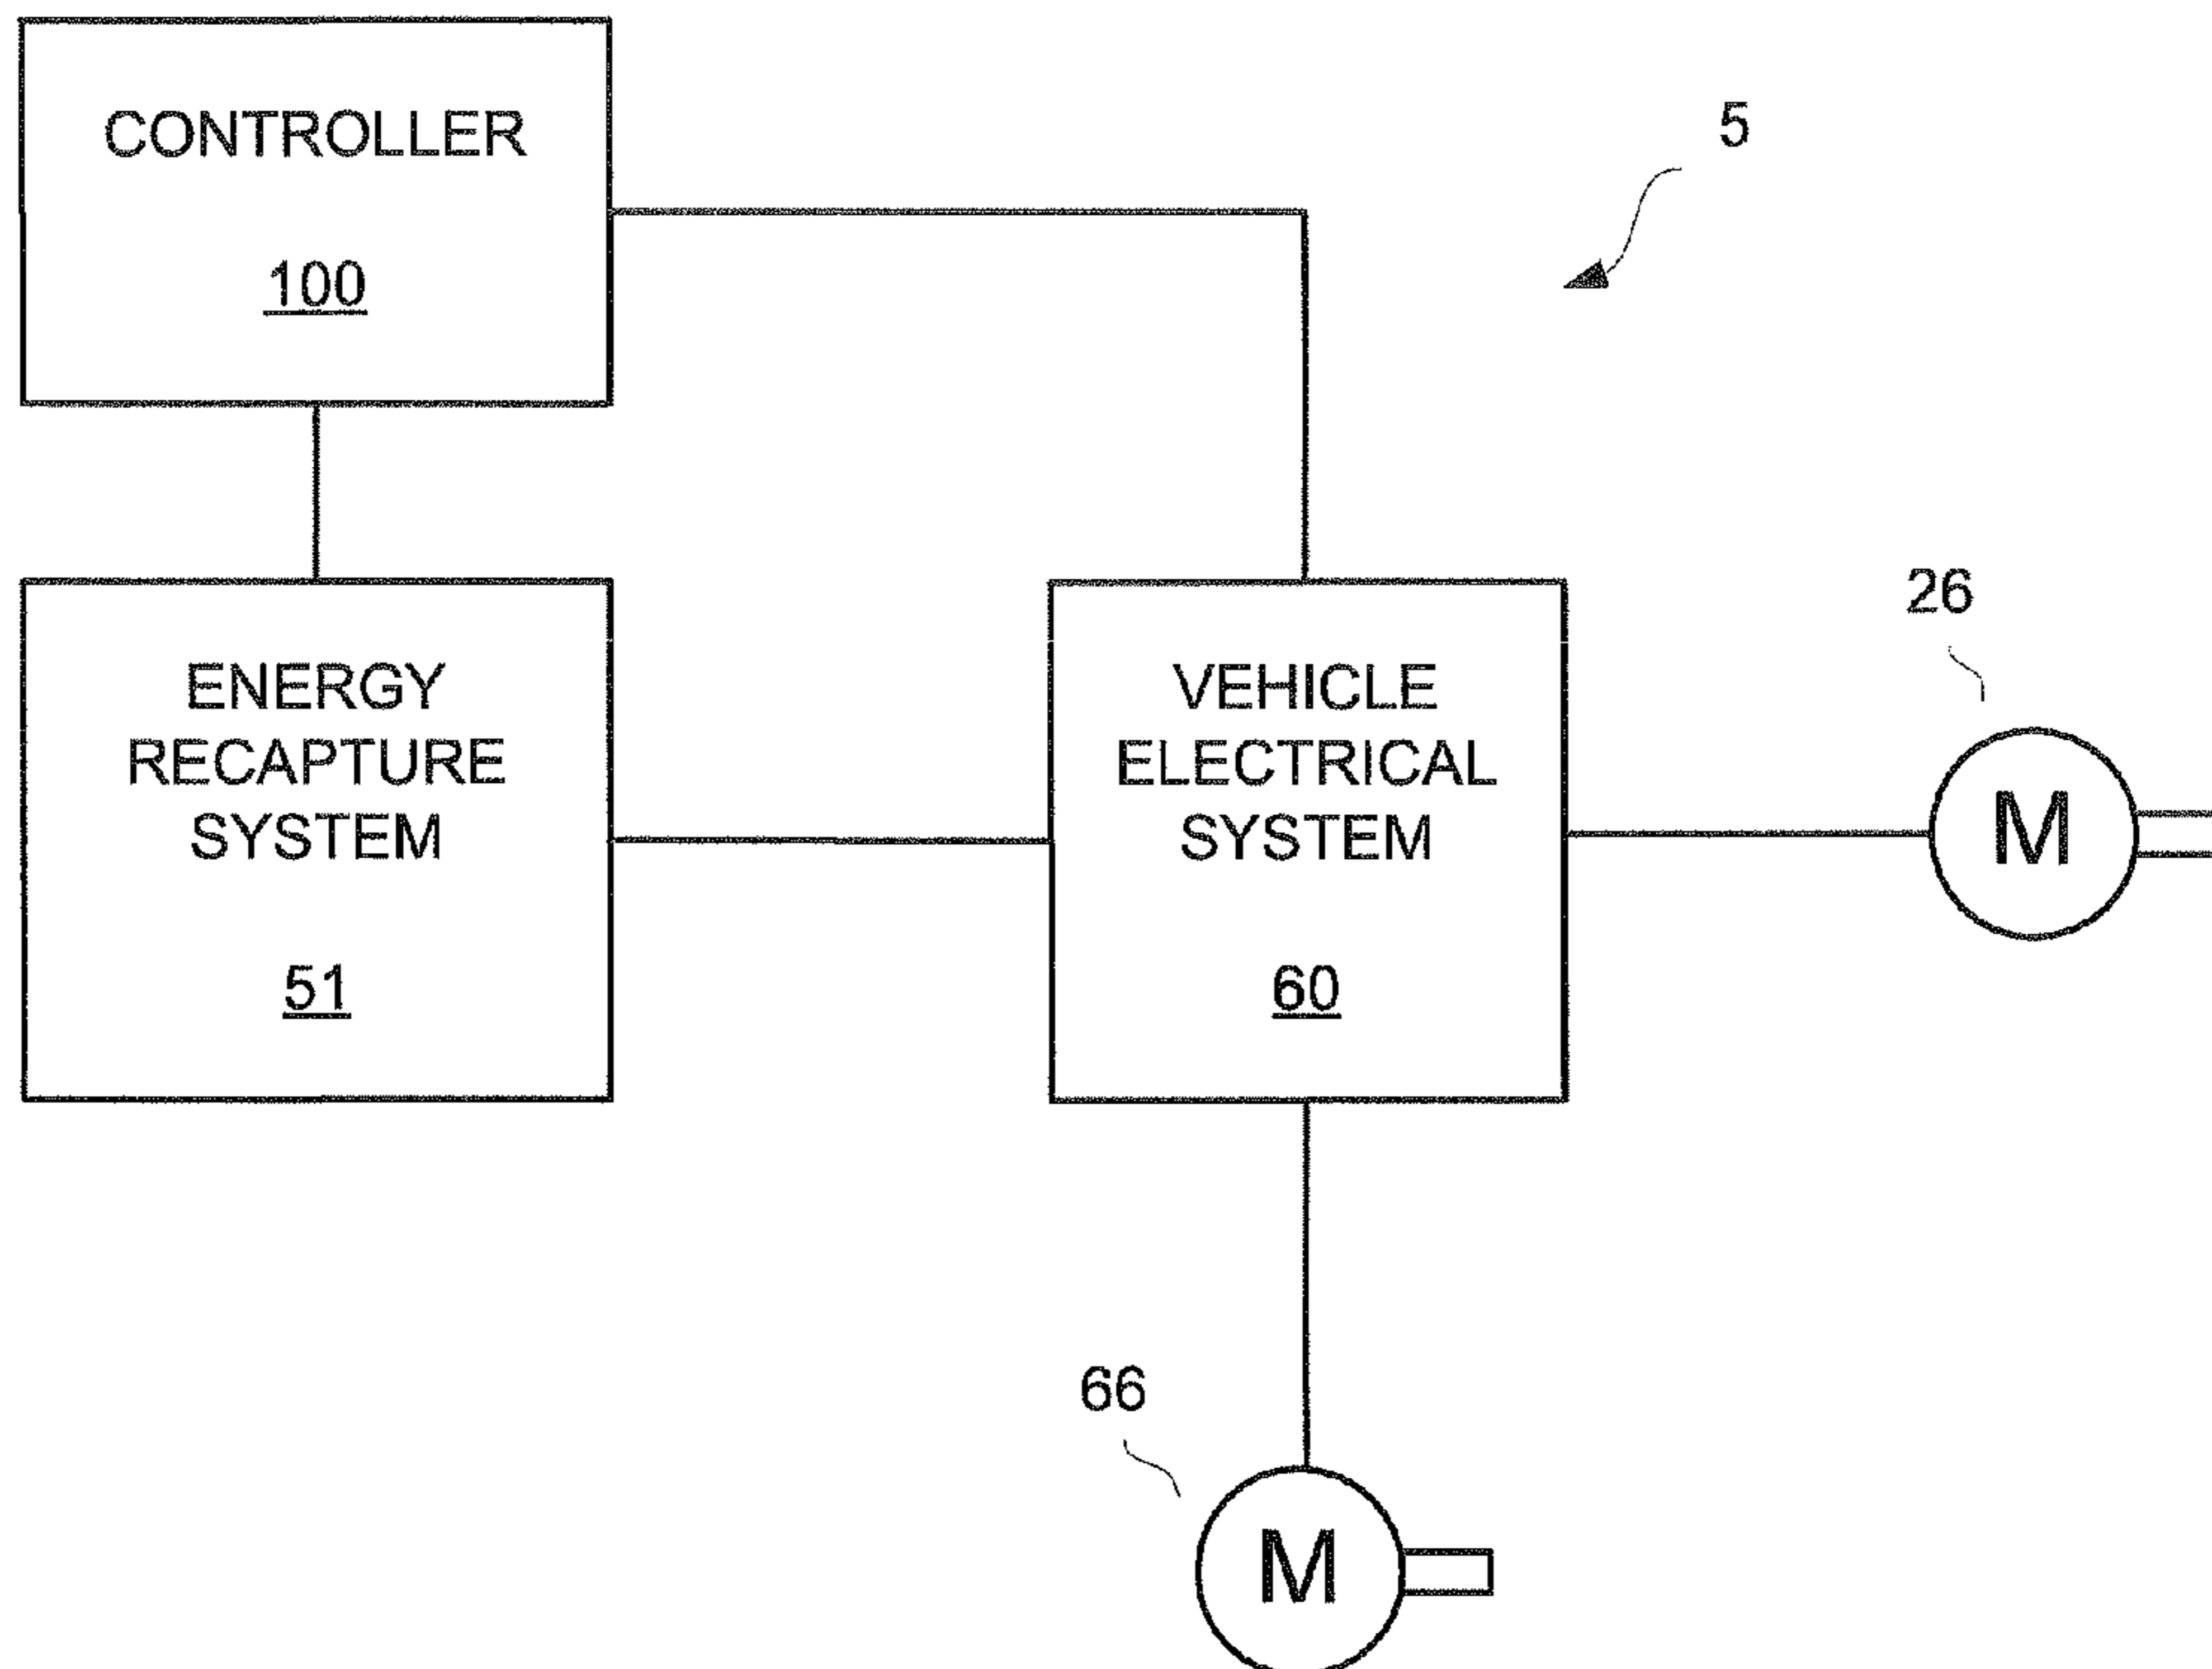 CONTROLLER
100
5
ENERGY
RECAPTURE
SYSTEM
51
VEHICLE
ELECTRICAL
SYSTEM
60
26
M
66
M